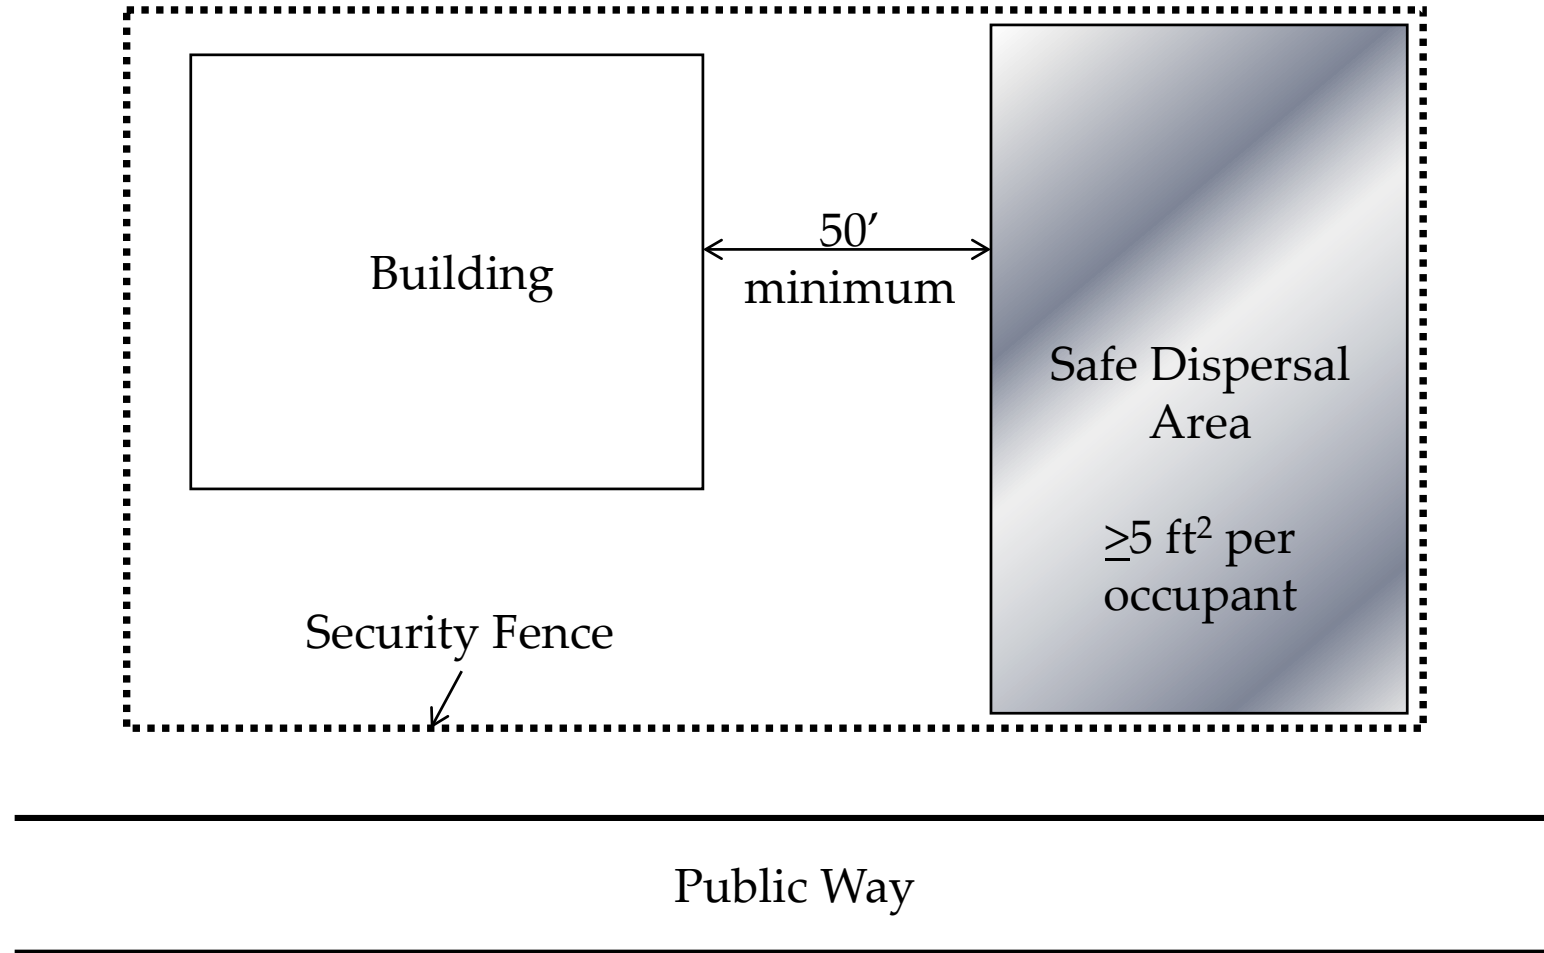 Building
50′
minimum
Safe Dispersal
Area
≥5 ft² per
occupant
Security Fence
Public Way